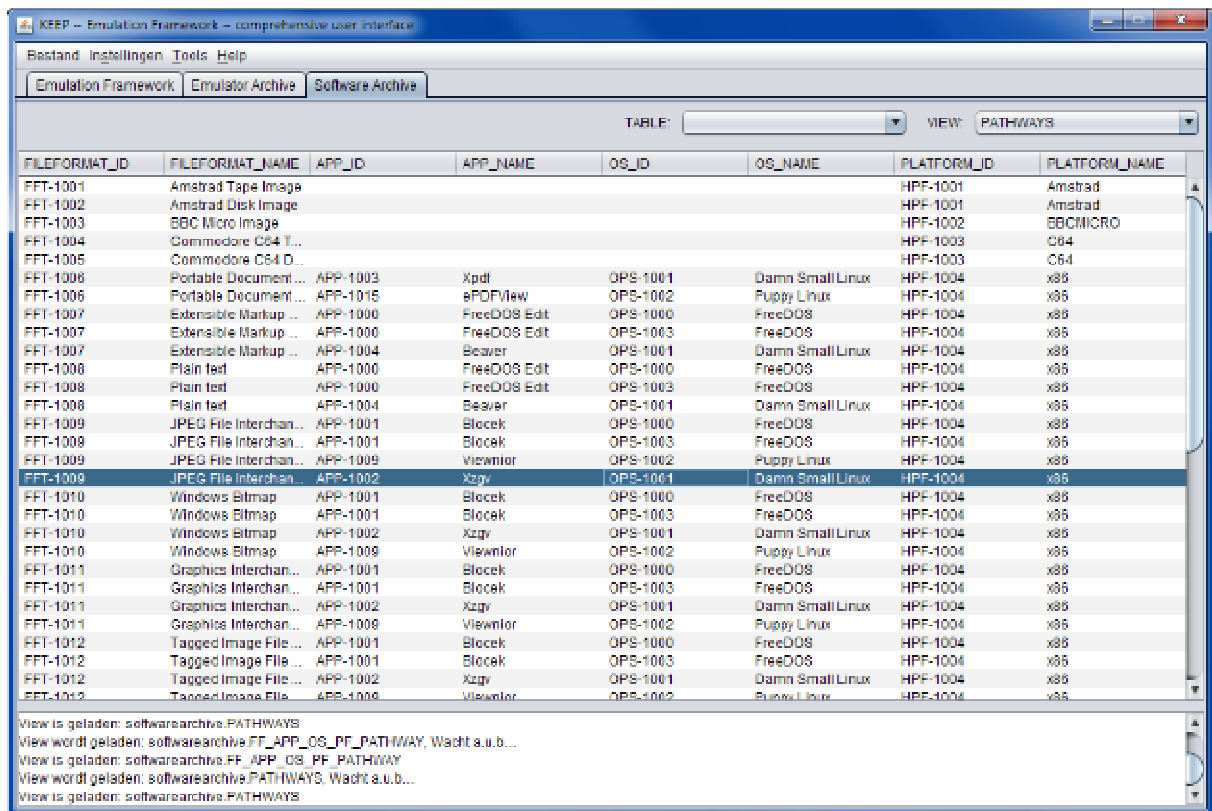 KEEP – Emulation Framework – comprehensive user interface
Bestand Instellingen Tools Help
Emulation Framework Emulator Archive Software Archive
TABLE: VIEW: PATHWAYS
FILEFORMAT_ID FILEFORMAT_NAME APP_ID APP_NAME OS_ID OS_NAME PLATFORM_ID PLATFORM_NAME
FFT-1001 Amstrad Tape Image HPF-1001 Amstrad
FFT-1002 Amstrad Disk Image HPF-1001 Amstrad
FFT-1003 BBC Micro Image HPF-1002 BBCMICRO
FFT-1004 Commodore C64 T... HPF-1003 C64
FFT-1005 Commodore C64 D... HPF-1003 C64
FFT-1006 Portable Document ... APP-1003 Xpdf OPS-1001 Damn Small Linux HPF-1004 x86
FFT-1006 Portable Document ... APP-1015 ePDFView OPS-1002 Puppy Linux HPF-1004 x86
FFT-1007 Extensible Markup ... APP-1000 FreeDOS Edit OPS-1000 FreeDOS HPF-1004 x86
FFT-1007 Extensible Markup ... APP-1000 FreeDOS Edit OPS-1003 FreeDOS HPF-1004 x86
FFT-1007 Extensible Markup ... APP-1004 Beaver OPS-1001 Damn Small Linux HPF-1004 x86
FFT-1008 Plain text APP-1000 FreeDOS Edit OPS-1000 FreeDOS HPF-1004 x86
FFT-1008 Plain text APP-1000 FreeDOS Edit OPS-1003 FreeDOS HPF-1004 x86
FFT-1008 Plain text APP-1004 Beaver OPS-1001 Damn Small Linux HPF-1004 x86
FFT-1009 JPEG File Interchan... APP-1001 Blocek OPS-1000 FreeDOS HPF-1004 x86
FFT-1009 JPEG File Interchan... APP-1001 Blocek OPS-1003 FreeDOS HPF-1004 x86
FFT-1009 JPEG File Interchan... APP-1009 Viewnior OPS-1002 Puppy Linux HPF-1004 x86
FFT-1009 JPEG File Interchan... APP-1002 Xzgv OPS-1001 Damn Small Linux HPF-1004 x86
FFT-1010 Windows Bitmap APP-1001 Blocek OPS-1000 FreeDOS HPF-1004 x86
FFT-1010 Windows Bitmap APP-1001 Blocek OPS-1003 FreeDOS HPF-1004 x86
FFT-1010 Windows Bitmap APP-1002 Xzgv OPS-1001 Damn Small Linux HPF-1004 x86
FFT-1010 Windows Bitmap APP-1009 Viewnior OPS-1002 Puppy Linux HPF-1004 x86
FFT-1011 Graphics Interchan... APP-1001 Blocek OPS-1000 FreeDOS HPF-1004 x86
FFT-1011 Graphics Interchan... APP-1001 Blocek OPS-1003 FreeDOS HPF-1004 x86
FFT-1011 Graphics Interchan... APP-1002 Xzgv OPS-1001 Damn Small Linux HPF-1004 x86
FFT-1011 Graphics Interchan... APP-1009 Viewnior OPS-1002 Puppy Linux HPF-1004 x86
FFT-1012 Tagged Image File ... APP-1001 Blocek OPS-1000 FreeDOS HPF-1004 x86
FFT-1012 Tagged Image File ... APP-1001 Blocek OPS-1003 FreeDOS HPF-1004 x86
FFT-1012 Tagged Image File ... APP-1002 Xzgv OPS-1001 Damn Small Linux HPF-1004 x86
FFT-1012 Tagged Image File ... APP-1009 Viewnior OPS-1002 Puppy Linux HPF-1004 x86
View is geladen: softwarearchive.PATHWAYS
View wordt geladen: softwarearchive.FF_APP_OS_PF_PATHWAY, Wacht a.u.b...
View is geladen: softwarearchive.FF_APP_OS_PF_PATHWAY
View wordt geladen: softwarearchive.PATHWAYS, Wacht a.u.b...
View is geladen: softwarearchive.PATHWAYS